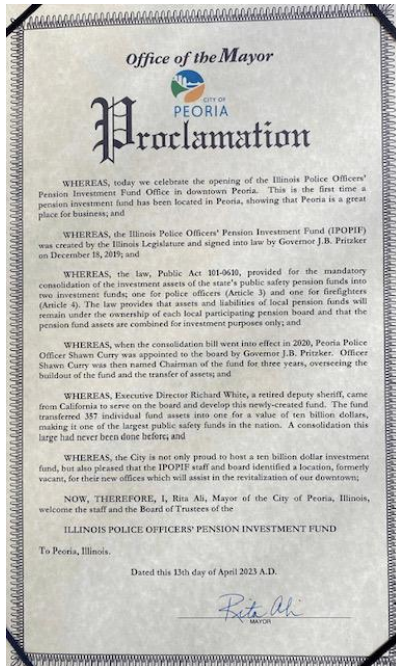 Office of the Mayor
CITY OF
PEORIA
Proclamation
WHEREAS, today we celebrate the opening of the Illinois Police Officers'
Pension Investment Fund Office in downtown Peoria. This is the first time a
pension investment fund has been located in Peoria, showing that Peoria is a great
place for business; and
WHEREAS, the Illinois Police Officers' Pension Investment Fund (IPOPIF)
was created by the Illinois Legislature and signed into law by Governor J.B. Pritzker
on December 18, 2019; and
WHEREAS, the law, Public Act 101-0610, provided for the mandatory
consolidation of the investment assets of the state's public safety pension funds into
two investment funds; one for police officers (Article 3) and one for firefighters
(Article 4). The law provides that assets and liabilities of local pension funds will
remain under the ownership of each local participating pension board and that the
pension fund assets are combined for investment purposes only; and
WHEREAS, when the consolidation bill went into effect in 2020, Peoria Police
Officer Shawn Curry was appointed to the board by Governor J.B. Pritzker. Officer
Shawn Curry was then named Chairman of the fund for three years, overseeing the
buildout of the fund and the transfer of assets; and
WHEREAS, Executive Director Richard White, a retired deputy sheriff, came
from California to serve on the board and develop this newly-created fund. The fund
transferred 357 individual fund assets into one for a value of ten billion dollars,
making it one of the largest public safety funds in the nation. A consolidation this
large had never been done before; and
WHEREAS, the City is not only proud to host a ten billion dollar investment
fund, but also pleased that the IPOPIF staff and board identified a location, formerly
vacant, for their new offices which will assist in the revitalization of our downtown;
NOW, THEREFORE, I, Rita Ali, Mayor of the City of Peoria, Illinois,
welcome the staff and the Board of Trustees of the
ILLINOIS POLICE OFFICERS' PENSION INVESTMENT FUND
To Peoria, Illinois.
Dated this 13th day of April 2023 A.D.
Rita Ali
MAYOR